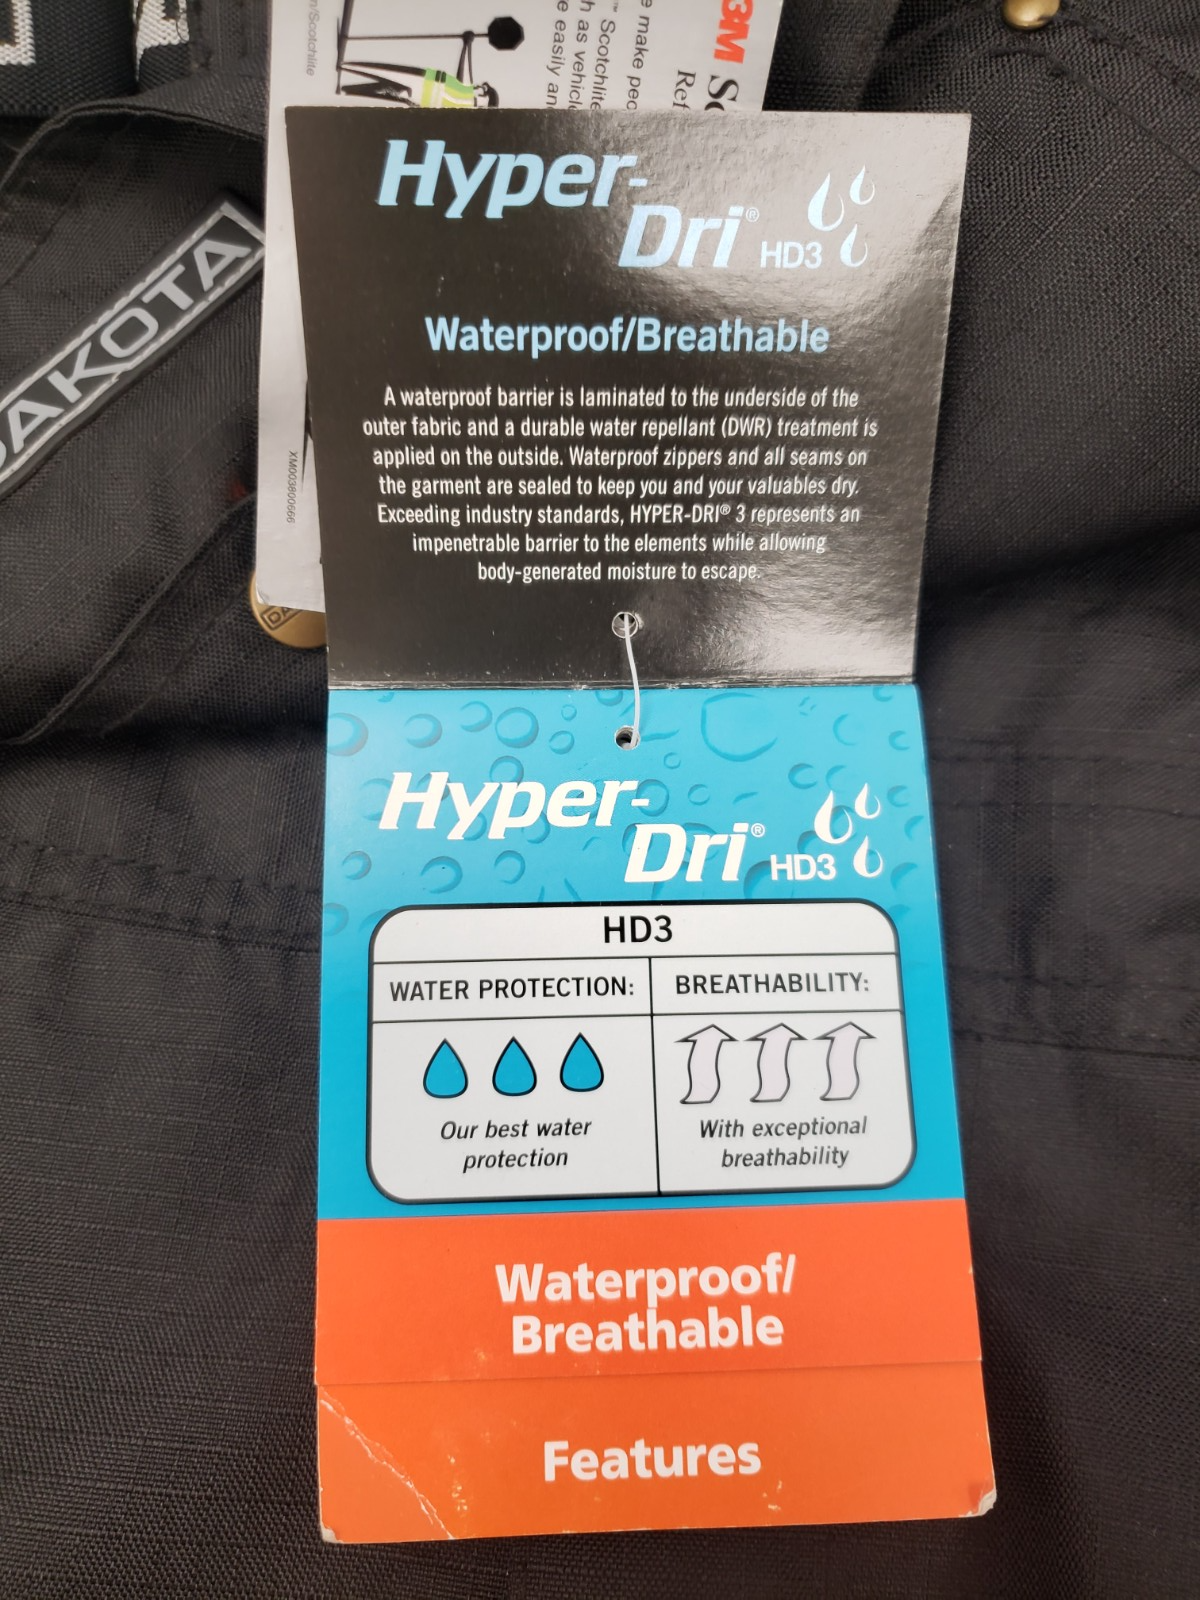 3M
n/Scotchlite
DAKOTA
XM003800666
Hyper-
Dri® HD3
Waterproof/Breathable
A waterproof barrier is laminated to the underside of the
outer fabric and a durable water repellant (DWR) treatment is
applied on the outside. Waterproof zippers and all seams on
the garment are sealed to keep you and your valuables dry.
Exceeding industry standards, HYPER-DRI® 3 represents an
impenetrable barrier to the elements while allowing
body-generated moisture to escape.
Hyper-
Dri® HD3
HD3
WATER PROTECTION:
BREATHABILITY:
Our best water
protection
With exceptional
breathability
Waterproof/
Breathable
Features